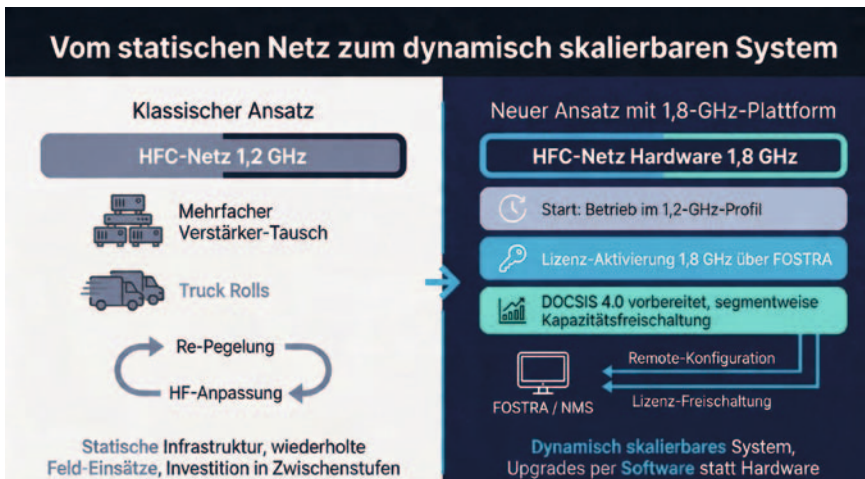 Vom statischen Netz zum dynamisch skalierbaren System
Klassischer Ansatz
HFC-Netz 1,2 GHz
Mehrfacher
Verstärker-Tausch
Truck Rolls
Re-Pegelung
HF-Anpassung
Statische Infrastruktur, wiederholte
Feld-Einsätze, Investition in Zwischenstufen
Neuer Ansatz mit 1,8-GHz-Plattform
HFC-Netz Hardware 1,8 GHz
Start: Betrieb im 1,2-GHz-Profil
Lizenz-Aktivierung 1,8 GHz über FOSTRA
DOCSIS 4.0 vorbereitet, segmentweise
Kapazitätsfreischaltung
Remote-Konfiguration
Lizenz-Freischaltung
FOSTRA / NMS
Dynamisch skalierbares System,
Upgrades per Software statt Hardware